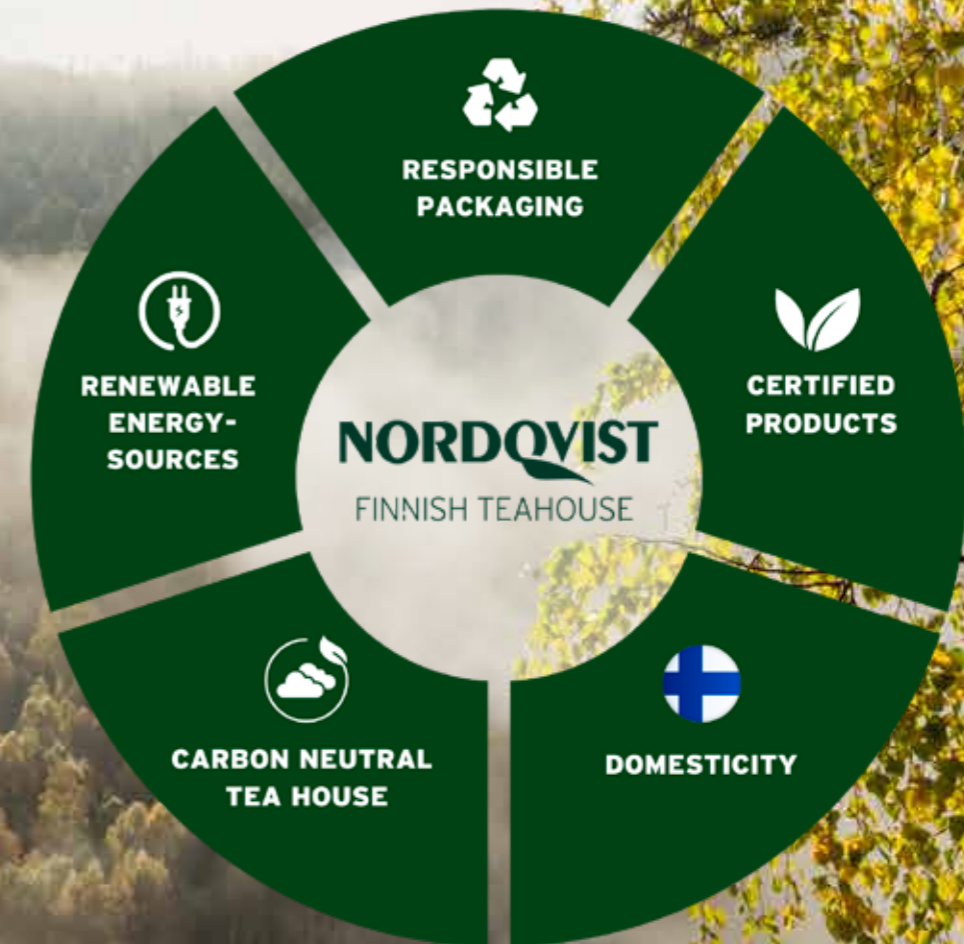 RESPONSIBLE
PACKAGING
CERTIFIED
PRODUCTS
DOMESTICITY
CARBON NEUTRAL
TEA HOUSE
RENEWABLE
ENERGY-
SOURCES
NORDQVIST
FINNISH TEAHOUSE